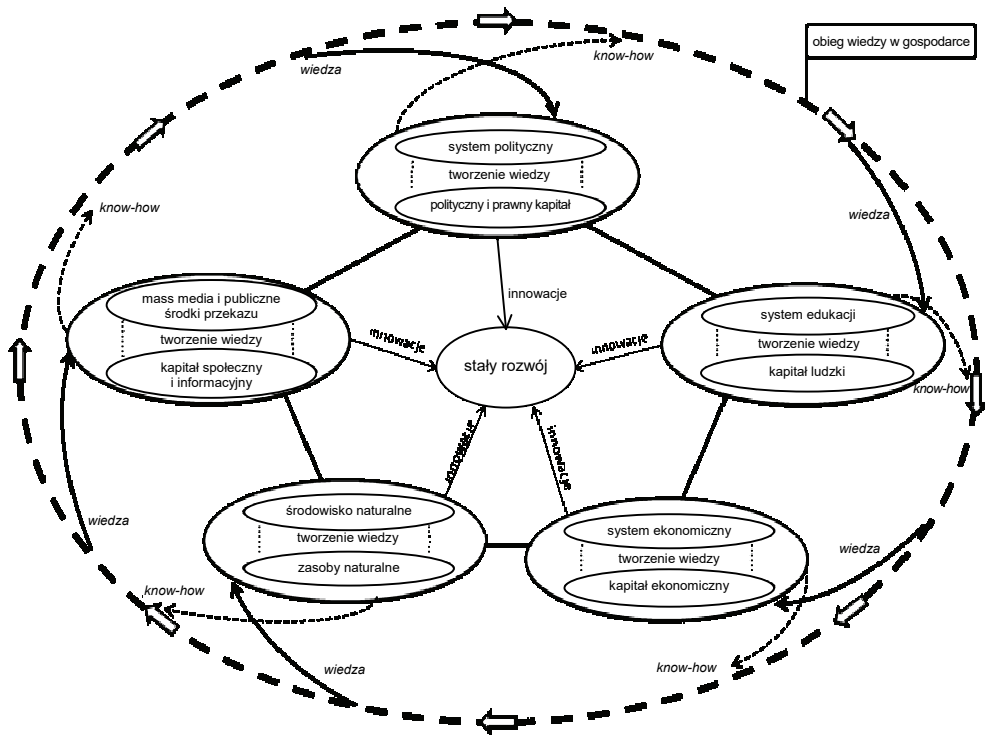 obieg wiedzy w gospodarce
wiedza
know-how
system polityczny
tworzenie wiedzy
polityczny i prawny kapitał
know-how
wiedza
mass media i publiczne
środki przekazu
tworzenie wiedzy
kapitał społeczny
i informacyjny
innowacje
innowacje
stały rozwój
innowacje
system edukacji
tworzenie wiedzy
kapitał ludzki
know-how
innowacje
innowacje
środowisko naturalne
tworzenie wiedzy
zasoby naturalne
system ekonomiczny
tworzenie wiedzy
kapitał ekonomiczny
wiedza
wiedza
know-how
wiedza
know-how